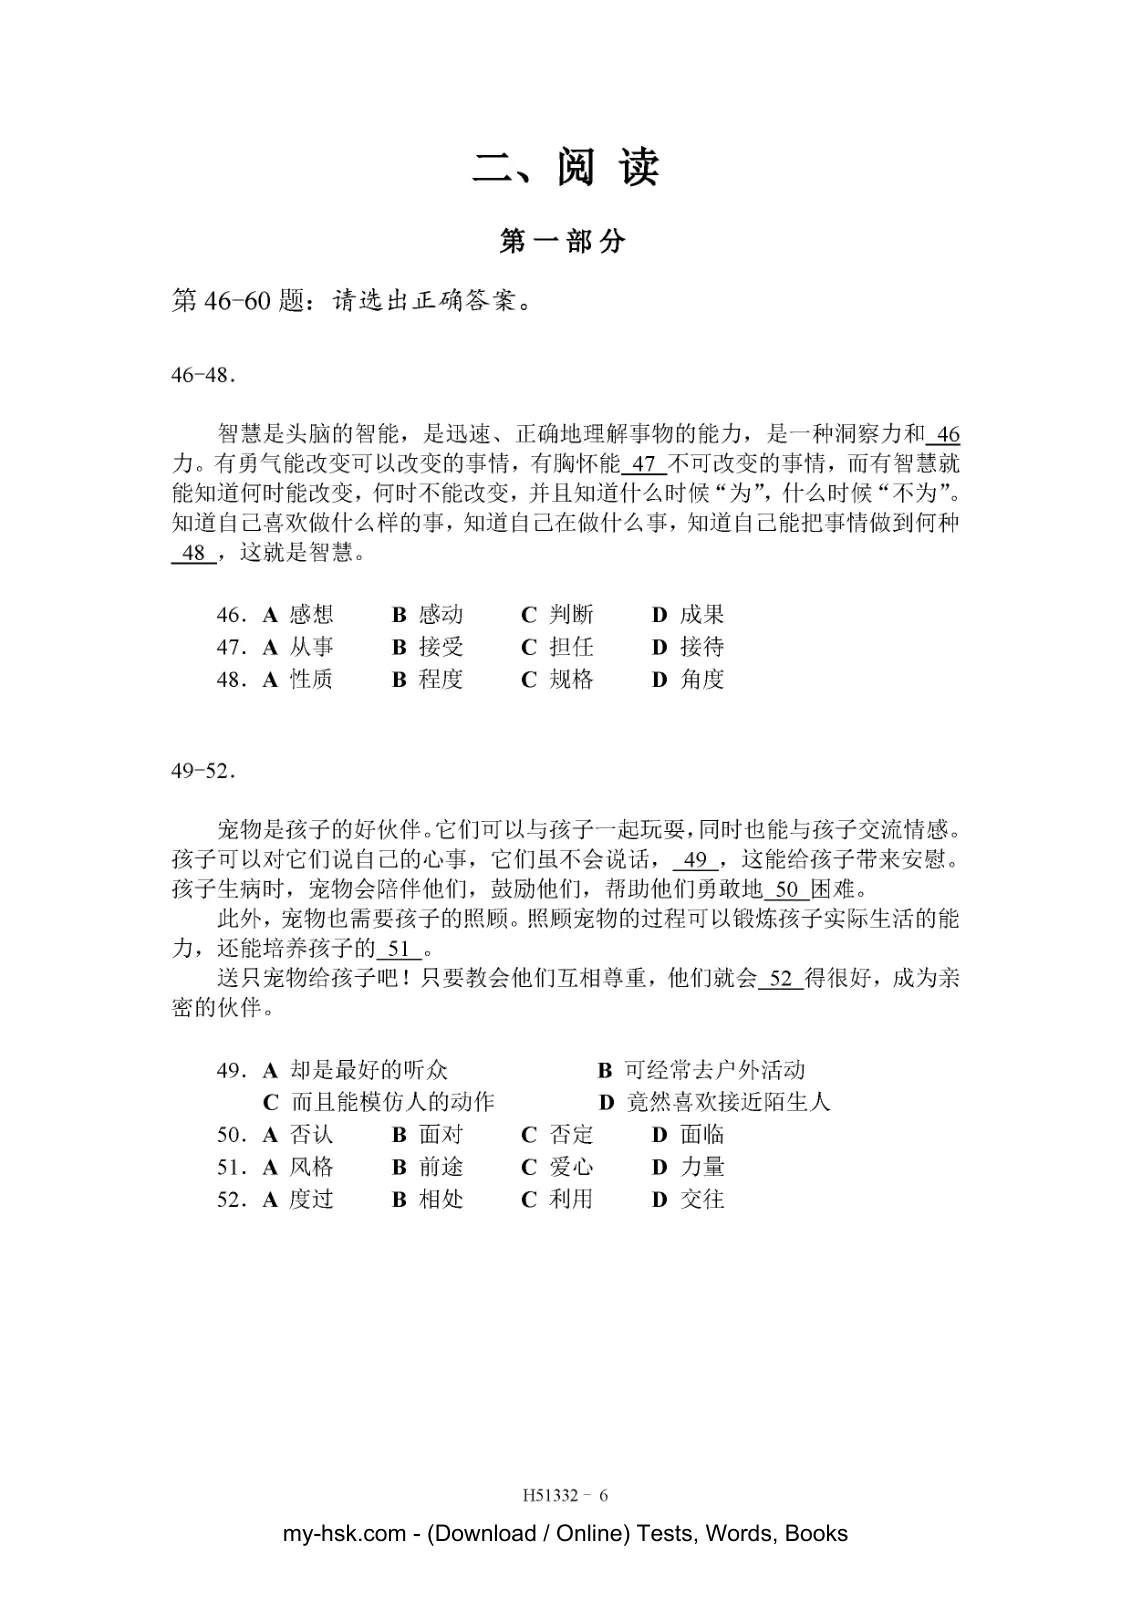 二、阅 读
第 一 部 分
第 46-60 题：请选出正确答案。
46-48．
智慧是头脑的智能，是迅速、正确地理解事物的能力，是一种洞察力和 46
力。有勇气能改变可以改变的事情，有胸怀能 47 不可改变的事情，而有智慧就
能知道何时能改变，何时不能改变，并且知道什么时候“为”，什么时候“不为”。
知道自己喜欢做什么样的事，知道自己在做什么事，知道自己能把事情做到何种
48 ，这就是智慧。
46．A 感想 B 感动 C 判断 D 成果
47．A 从事 B 接受 C 担任 D 接待
48．A 性质 B 程度 C 规格 D 角度
49-52．
宠物是孩子的好伙伴。它们可以与孩子一起玩耍，同时也能与孩子交流情感。
孩子可以对它们说自己的心事，它们虽不会说话， 49 ，这能给孩子带来安慰。
孩子生病时，宠物会陪伴他们，鼓励他们，帮助他们勇敢地 50 困难。
此外，宠物也需要孩子的照顾。照顾宠物的过程可以锻炼孩子实际生活的能
力，还能培养孩子的 51 。
送只宠物给孩子吧！只要教会他们互相尊重，他们就会 52 得很好，成为亲
密的伙伴。
49．A 却是最好的听众 B 可经常去户外活动
C 而且能模仿人的动作 D 竟然喜欢接近陌生人
50．A 否认 B 面对 C 否定 D 面临
51．A 风格 B 前途 C 爱心 D 力量
52．A 度过 B 相处 C 利用 D 交往
H51332 - 6
my-hsk.com - (Download / Online) Tests, Words, Books